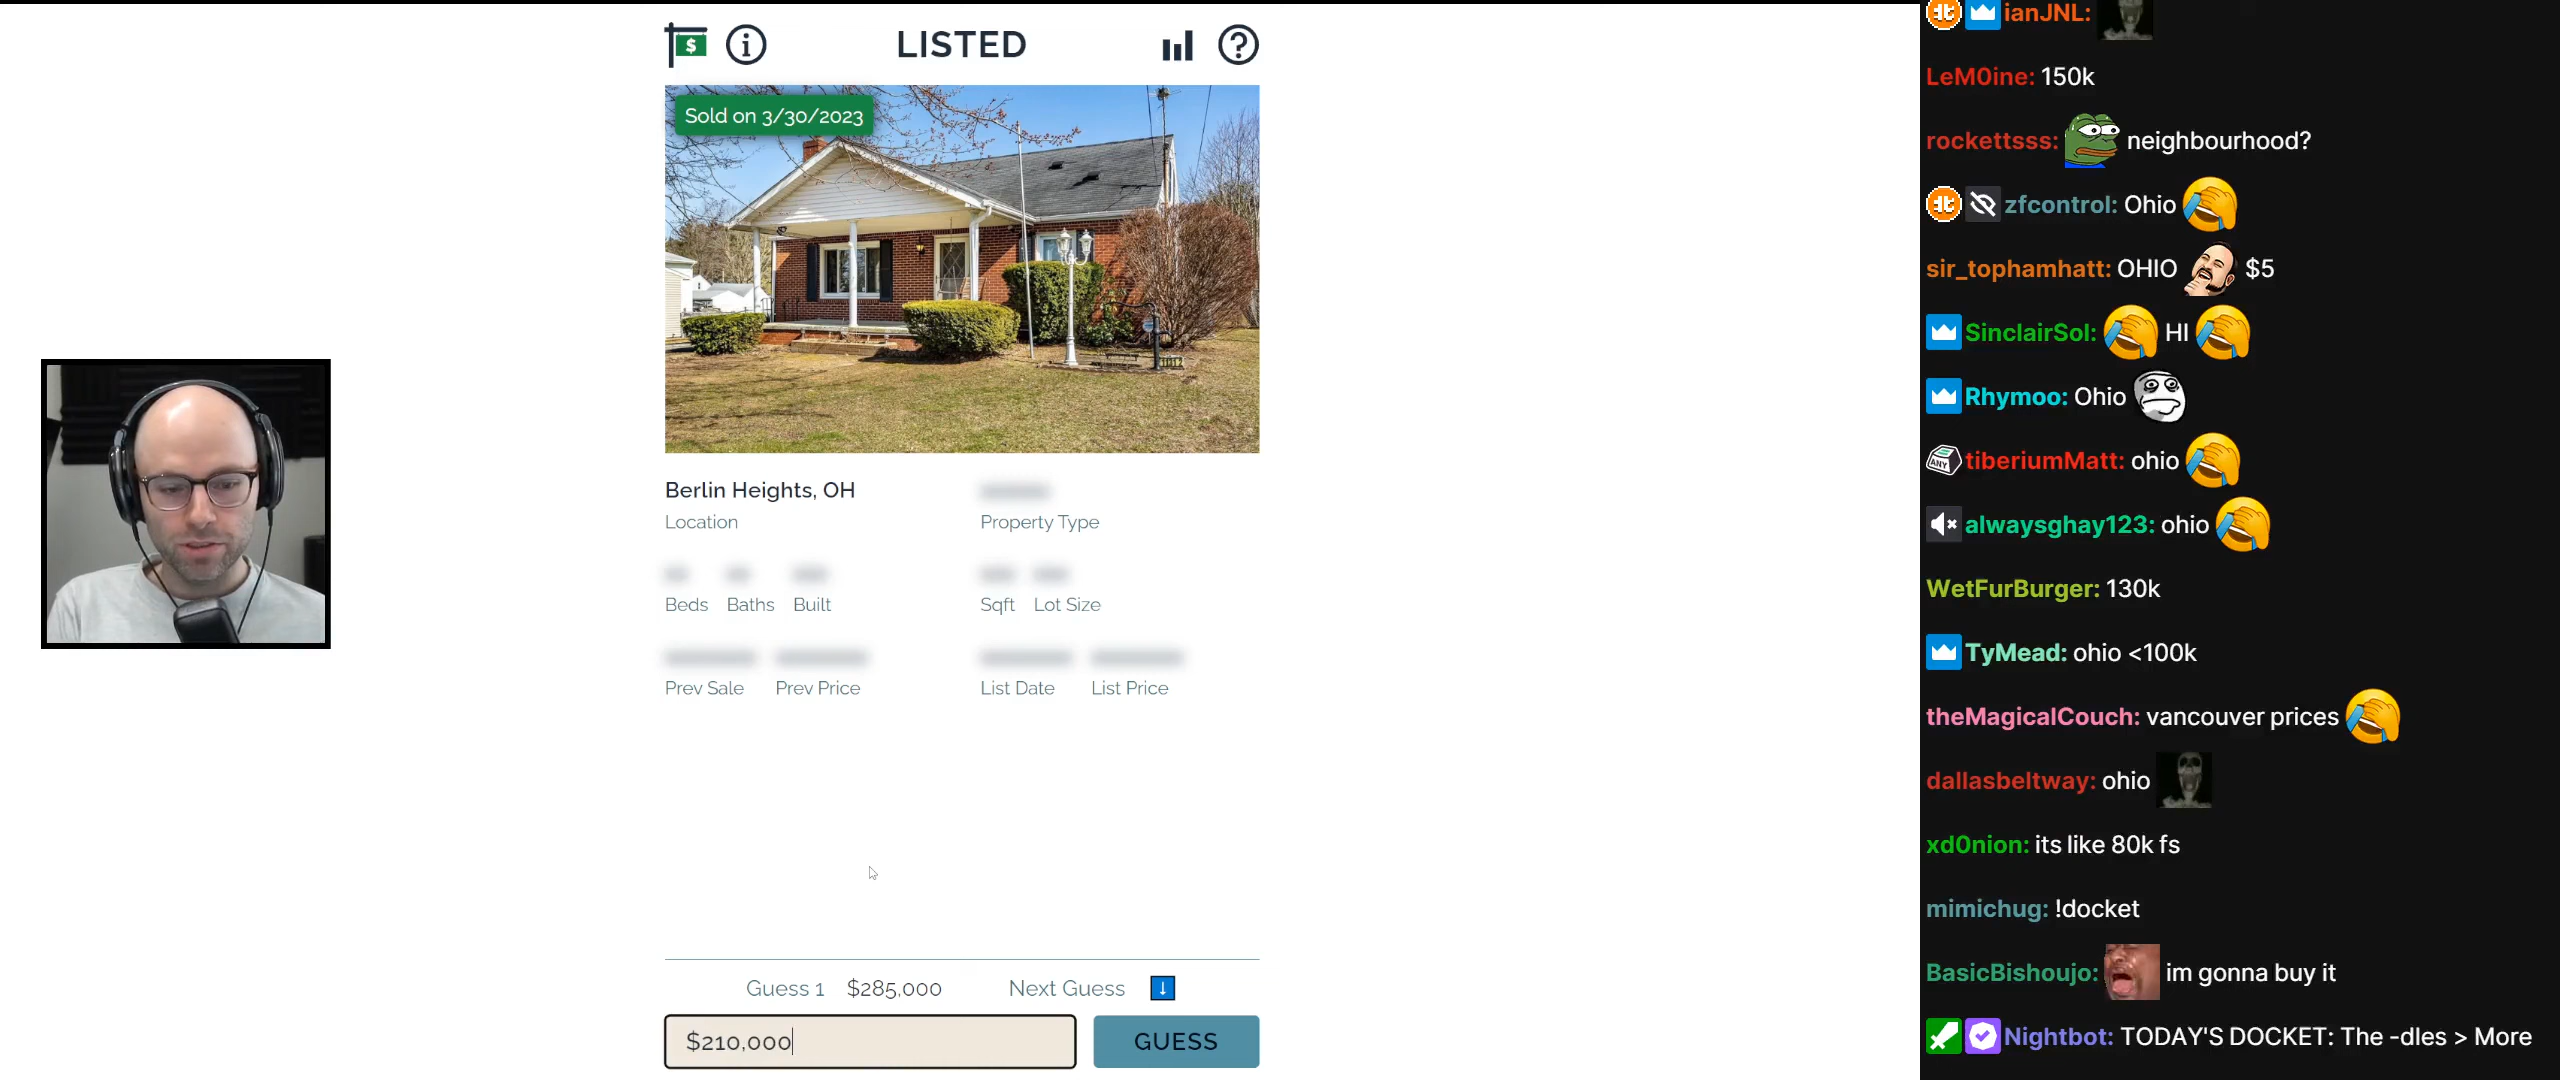 LISTED
Sold on 3/30/2023
Berlin Heights, OH
Location
Property Type
Beds Baths Built
Sqft Lot Size
Prev Sale Prev Price
List Date List Price
Guess 1 $285,000 Next Guess
$210,000
GUESS
ianJNL:
LeM0ine: 150k
rockettsss: neighbourhood?
zfcontrol: Ohio
sir_tophamhatt: OHIO $5
SinclairSol: HI
Rhymoo: Ohio
tiberiumMatt: ohio
alwaysghay123: ohio
WetFurBurger: 130k
TyMead: ohio <100k
theMagicalCouch: vancouver prices
dallasbeltway: ohio
xd0nion: its like 80k fs
mimichug: !docket
BasicBishoujo: im gonna buy it
Nightbot: TODAY'S DOCKET: The -dles > More